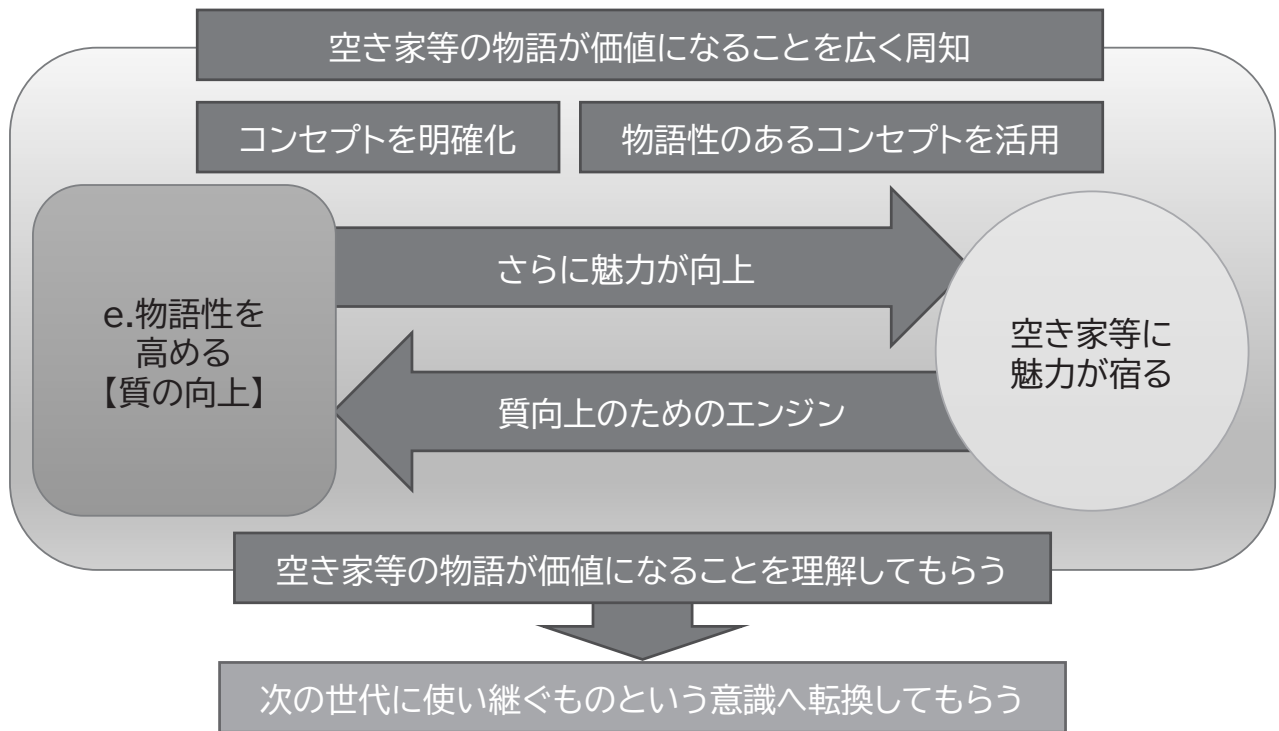 空き家等の物語が価値になることを広く周知
コンセプトを明確化
物語性のあるコンセプトを活用
さらに魅力が向上
e.物語性を
高める
【質の向上】
空き家等に
魅力が宿る
質向上のためのエンジン
空き家等の物語が価値になることを理解してもらう
次の世代に使い継ぐものという意識へ転換してもらう